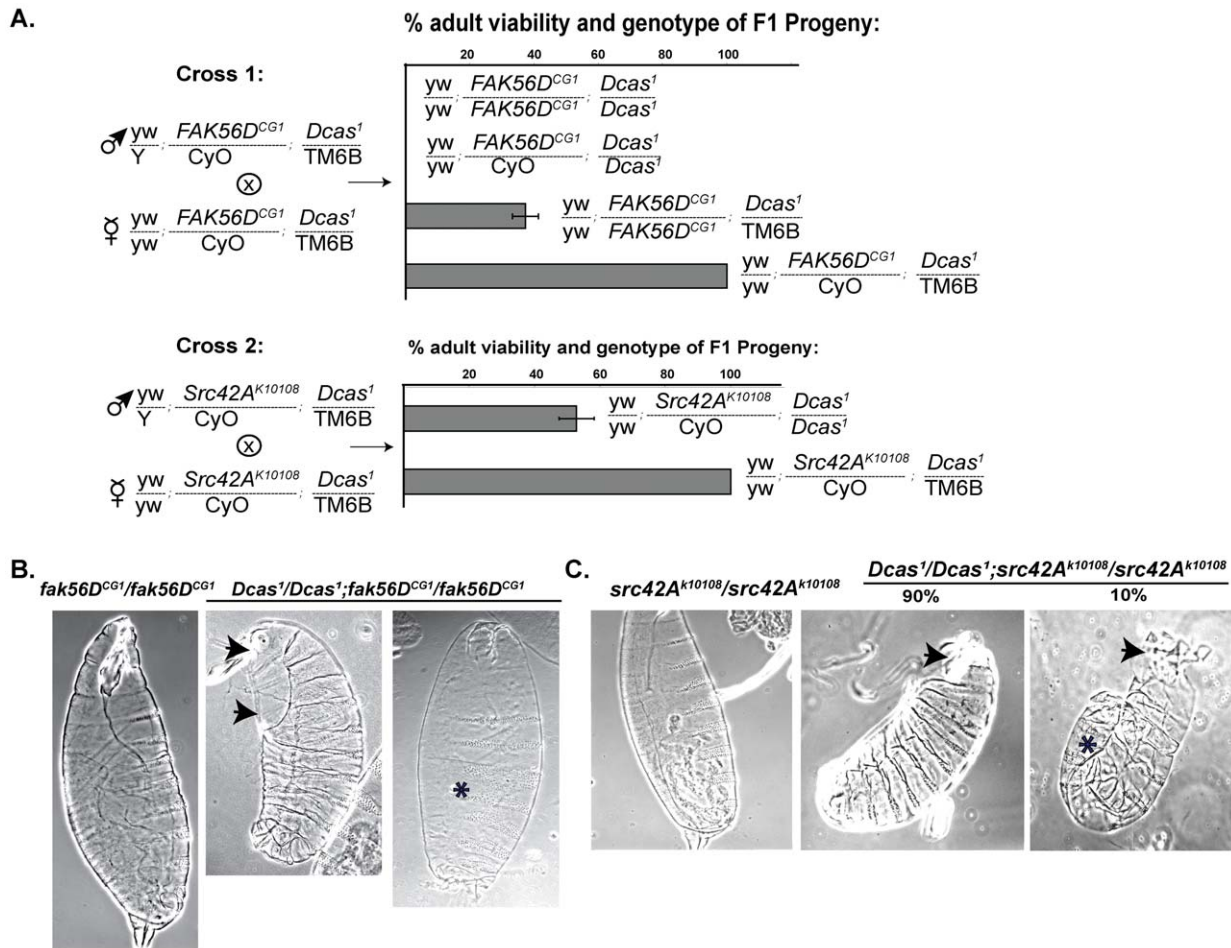 A.
% adult viability and genotype of F1 Progeny:
20 40 60 80 100
Cross 1:
♂ yw/Y ; FAK56D^CG1/CyO ; Dcas^1/TM6B
ⓧ
☿ yw/yw ; FAK56D^CG1/CyO ; Dcas^1/TM6B
yw/yw ; FAK56D^CG1/FAK56D^CG1 ; Dcas^1/Dcas^1
yw/yw ; FAK56D^CG1/CyO ; Dcas^1/Dcas^1
yw/yw ; FAK56D^CG1/FAK56D^CG1 ; Dcas^1/TM6B
yw/yw ; FAK56D^CG1/CyO ; Dcas^1/TM6B
Cross 2:
% adult viability and genotype of F1 Progeny:
20 40 60 80 100
♂ yw/Y ; Src42A^K10108/CyO ; Dcas^1/TM6B
ⓧ
☿ yw/yw ; Src42A^K10108/CyO ; Dcas^1/TM6B
yw/yw ; Src42A^K10108/CyO ; Dcas^1/Dcas^1
yw/yw ; Src42A^K10108/CyO ; Dcas^1/TM6B
B.
fak56D^CG1/fak56D^CG1
Dcas^1/Dcas^1;fak56D^CG1/fak56D^CG1
*
C.
src42A^k10108/src42A^k10108
Dcas^1/Dcas^1;src42A^k10108/src42A^k10108
90% 10%
*